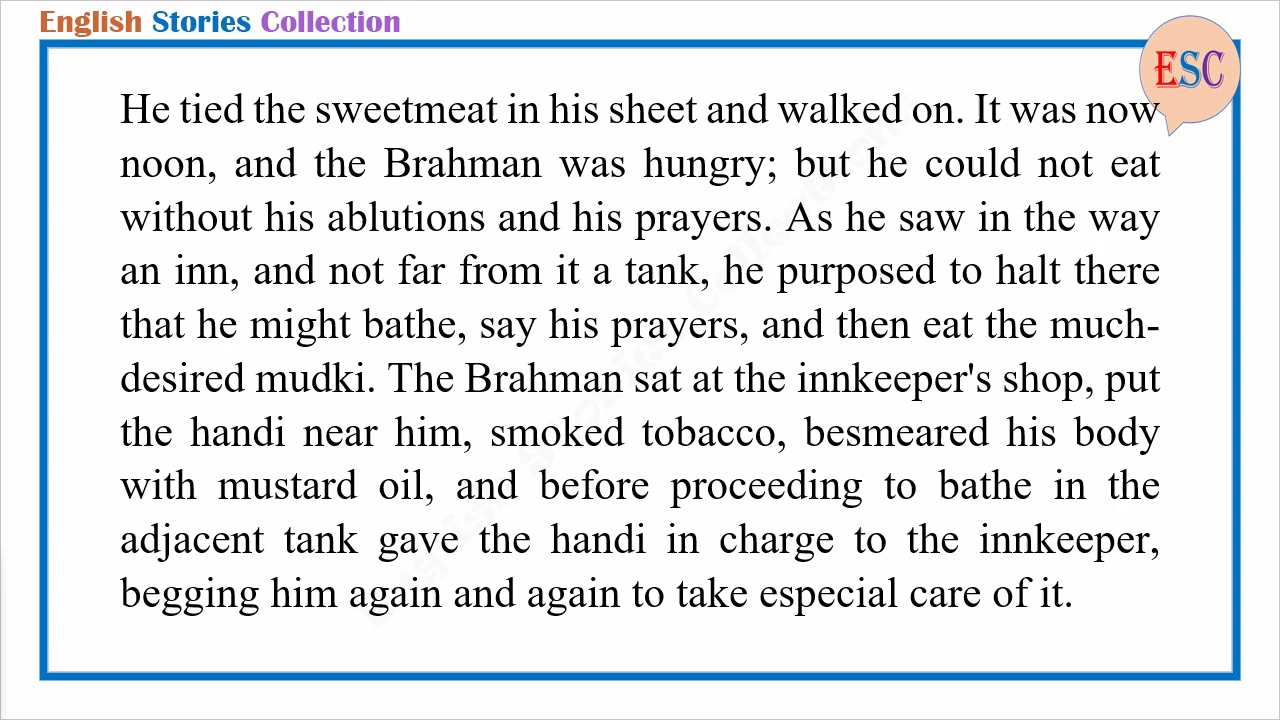 English Stories Collection
ESC
He tied the sweetmeat in his sheet and walked on. It was now
noon, and the Brahman was hungry; but he could not eat
without his ablutions and his prayers. As he saw in the way
an inn, and not far from it a tank, he purposed to halt there
that he might bathe, say his prayers, and then eat the much-
desired mudki. The Brahman sat at the innkeeper's shop, put
the handi near him, smoked tobacco, besmeared his body
with mustard oil, and before proceeding to bathe in the
adjacent tank gave the handi in charge to the innkeeper,
begging him again and again to take especial care of it.